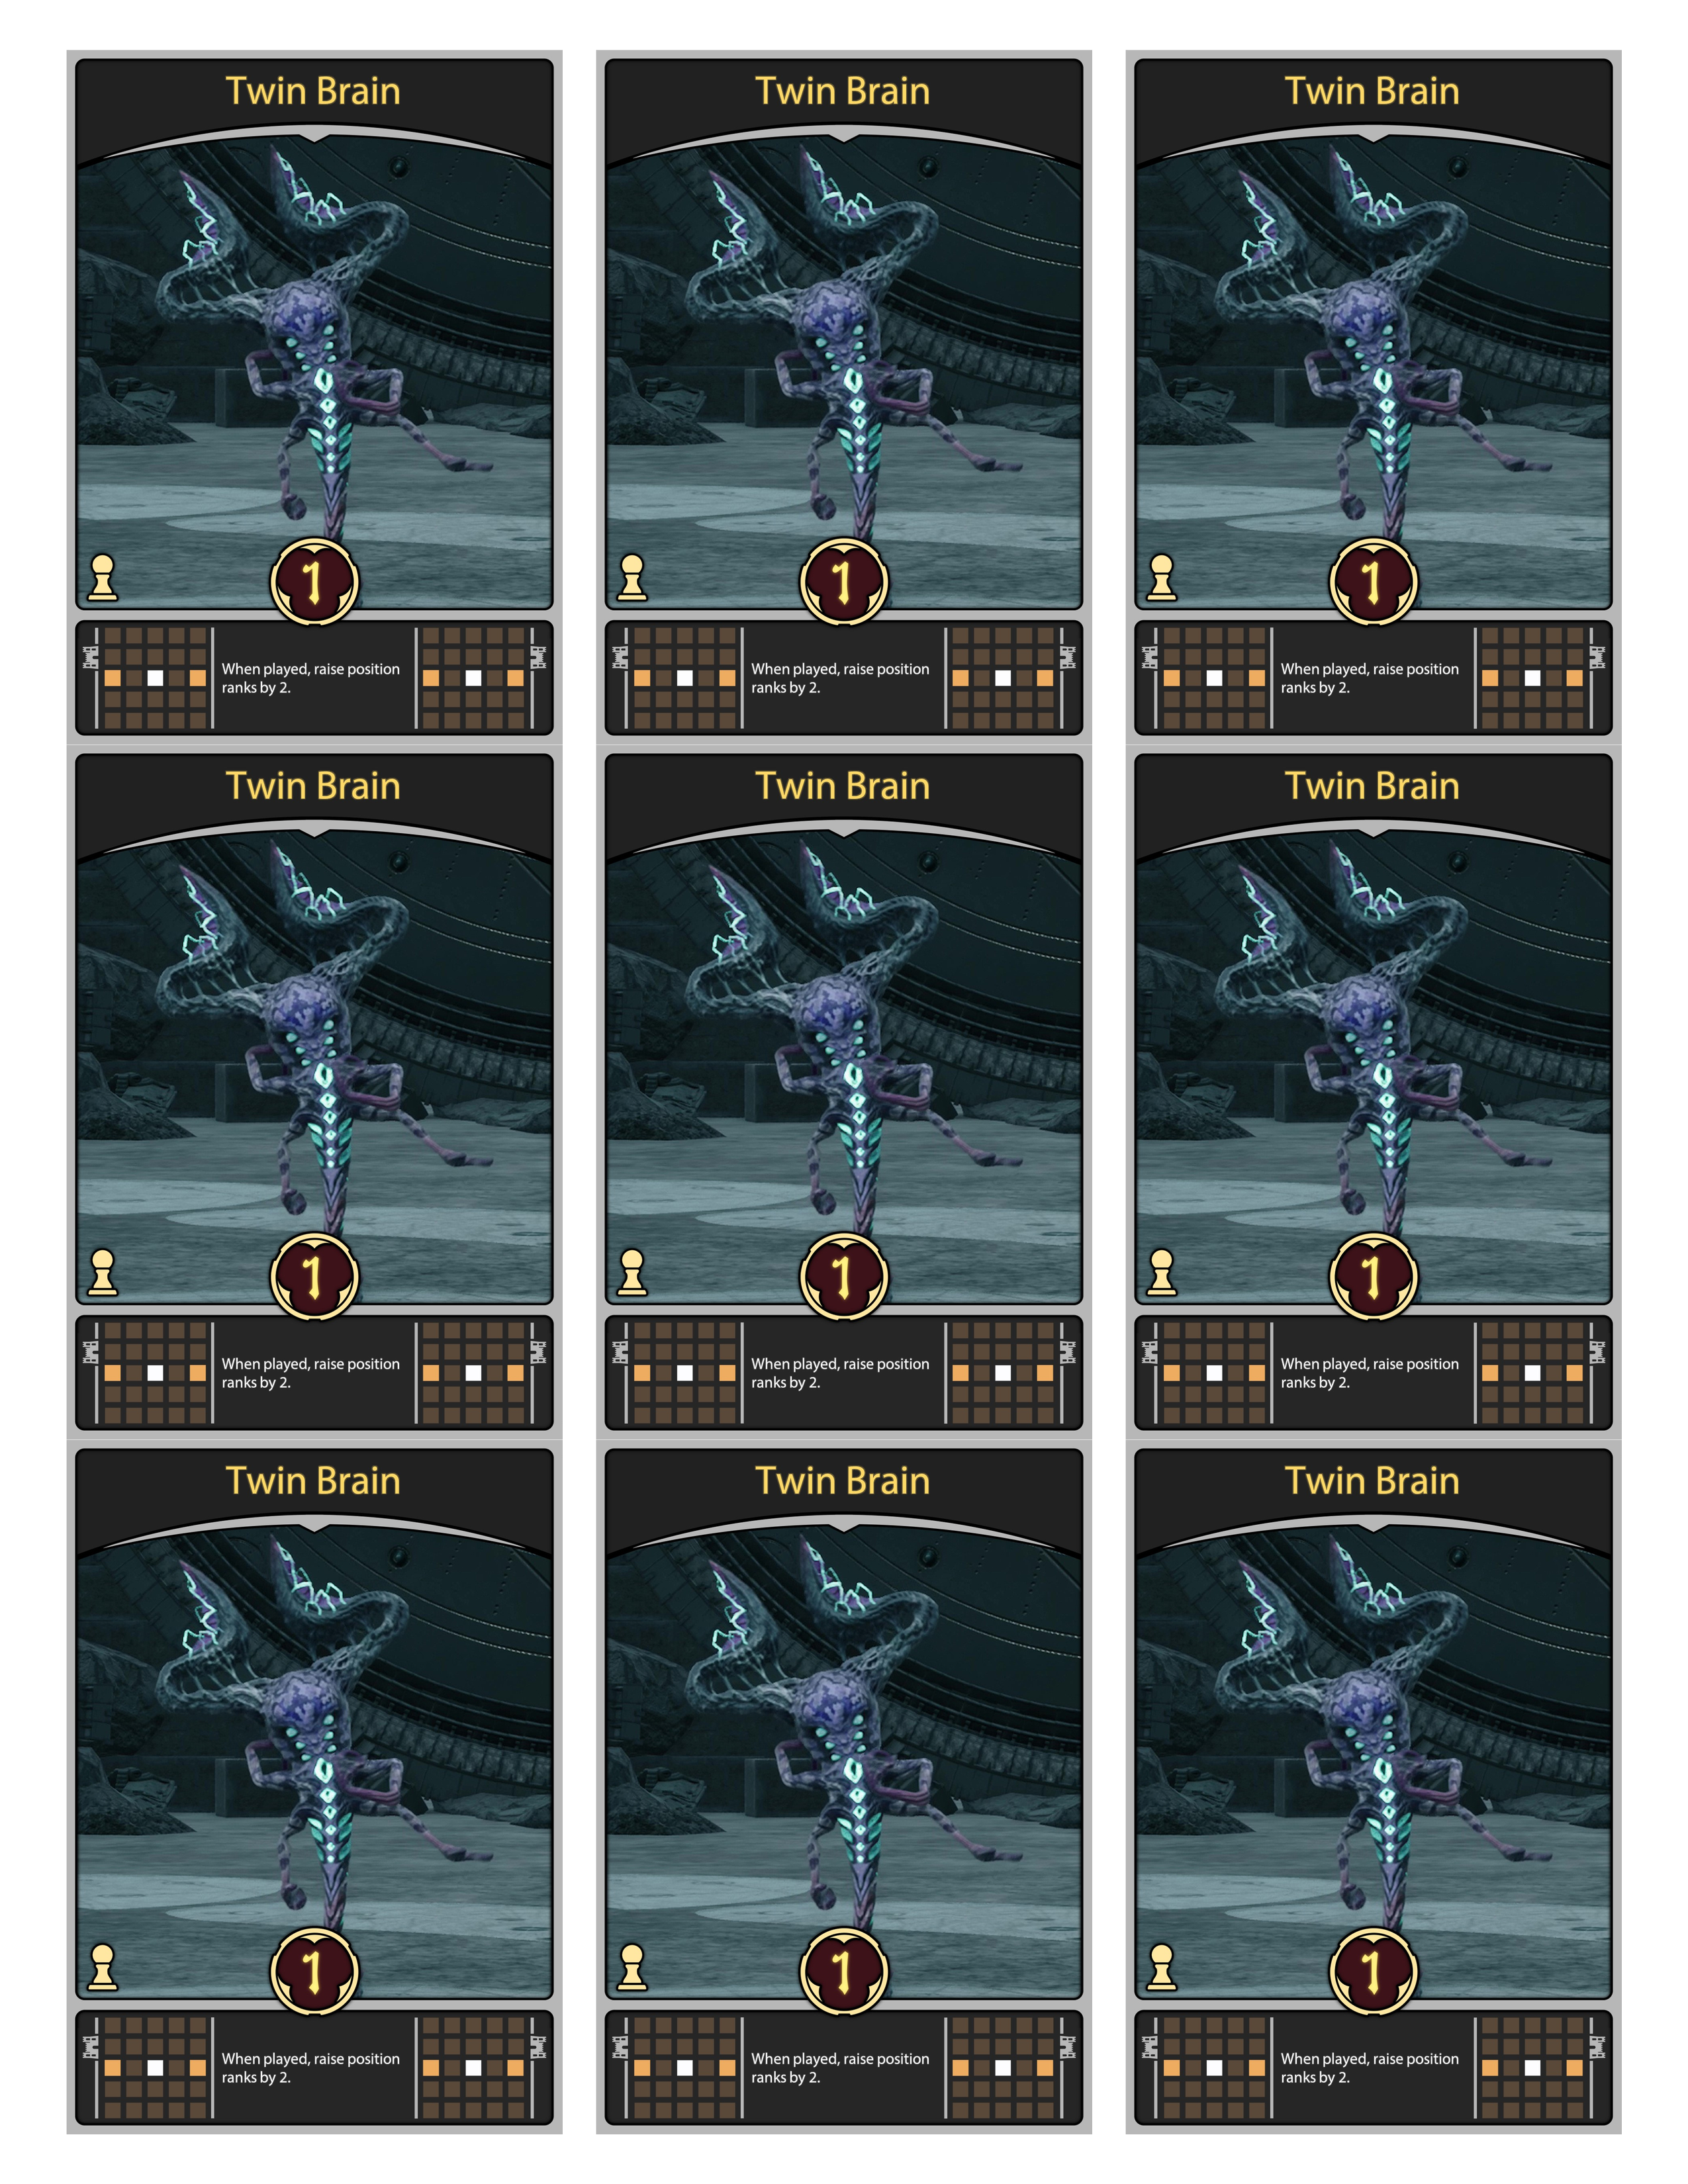 Twin Brain
Twin Brain
Twin Brain
1
1
1
When played, raise position
ranks by 2.
When played, raise position
ranks by 2.
When played, raise position
ranks by 2.
Twin Brain
Twin Brain
Twin Brain
1
1
1
When played, raise position
ranks by 2.
When played, raise position
ranks by 2.
When played, raise position
ranks by 2.
Twin Brain
Twin Brain
Twin Brain
1
1
1
When played, raise position
ranks by 2.
When played, raise position
ranks by 2.
When played, raise position
ranks by 2.